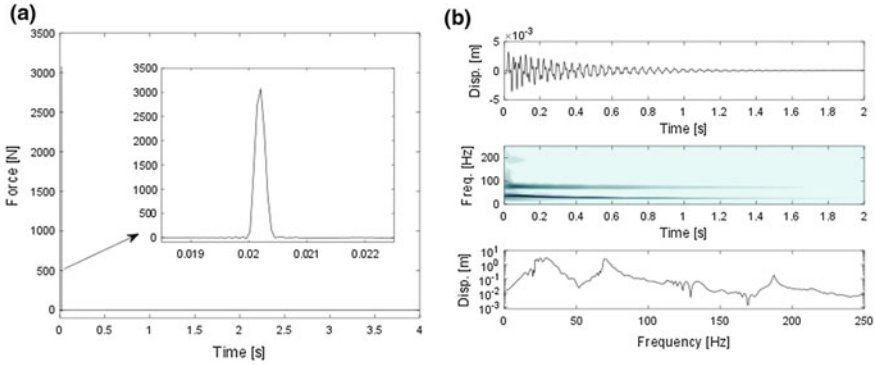 (a)
3500
3000
2500
2000
1500
1000
500
0
Force [N]
0 0.5 1 1.5 2 2.5 3 3.5 4
Time [s]
3500
3000
2500
2000
1500
1000
500
0
0.019 0.02 0.021 0.022
(b)
×10⁻³
5
0
-5
Disp. [m]
0 0.2 0.4 0.6 0.8 1 1.2 1.4 1.6 1.8 2
Time [s]
200
100
0
Freq. [Hz]
0 0.2 0.4 0.6 0.8 1 1.2 1.4 1.6 1.8 2
Time [s]
10¹
10⁰
10⁻¹
10⁻²
10⁻³
Disp. [m]
0 50 100 150 200 250
Frequency [Hz]